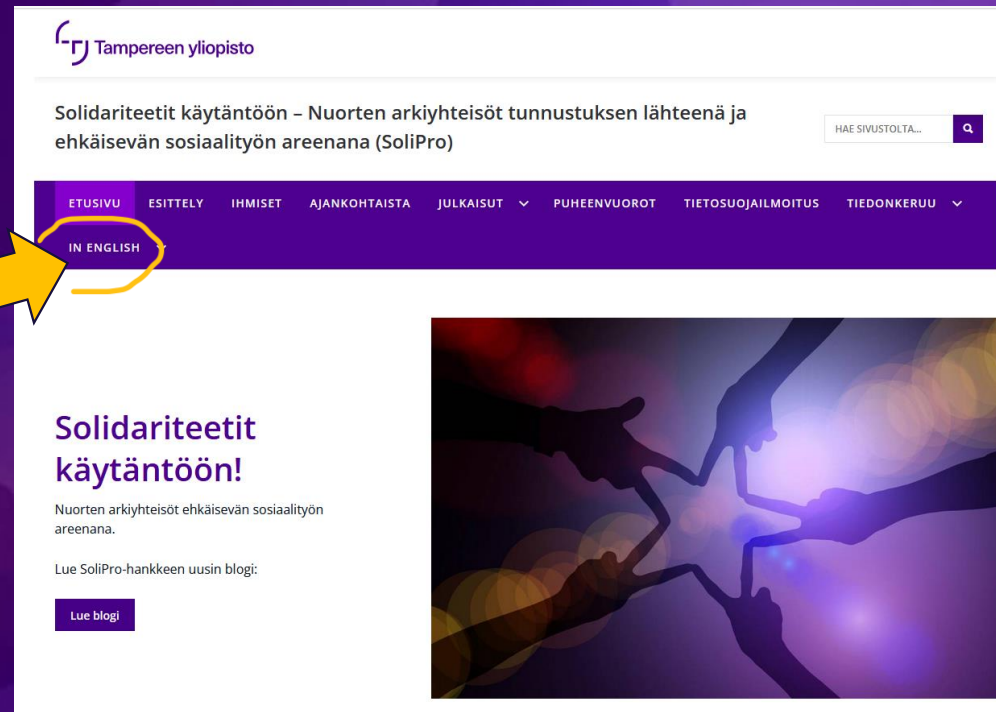 Tampereen yliopisto
Solidariteetit käytäntöön – Nuorten arkiyhteisöt tunnustuksen lähteenä ja
ehkäisevän sosiaalityön areenana (SoliPro)
HAE SIVUSTOLTA...
ETUSIVU ESITTELY IHMISET AJANKOHTAISTA JULKAISUT PUHEENVUOROT TIETOSUOJAILMOITUS TIEDONKERUU
IN ENGLISH
Solidariteetit
käytäntöön!
Nuorten arkiyhteisöt ehkäisevän sosiaalityön
areenana.
Lue SoliPro-hankkeen uusin blogi:
Lue blogi